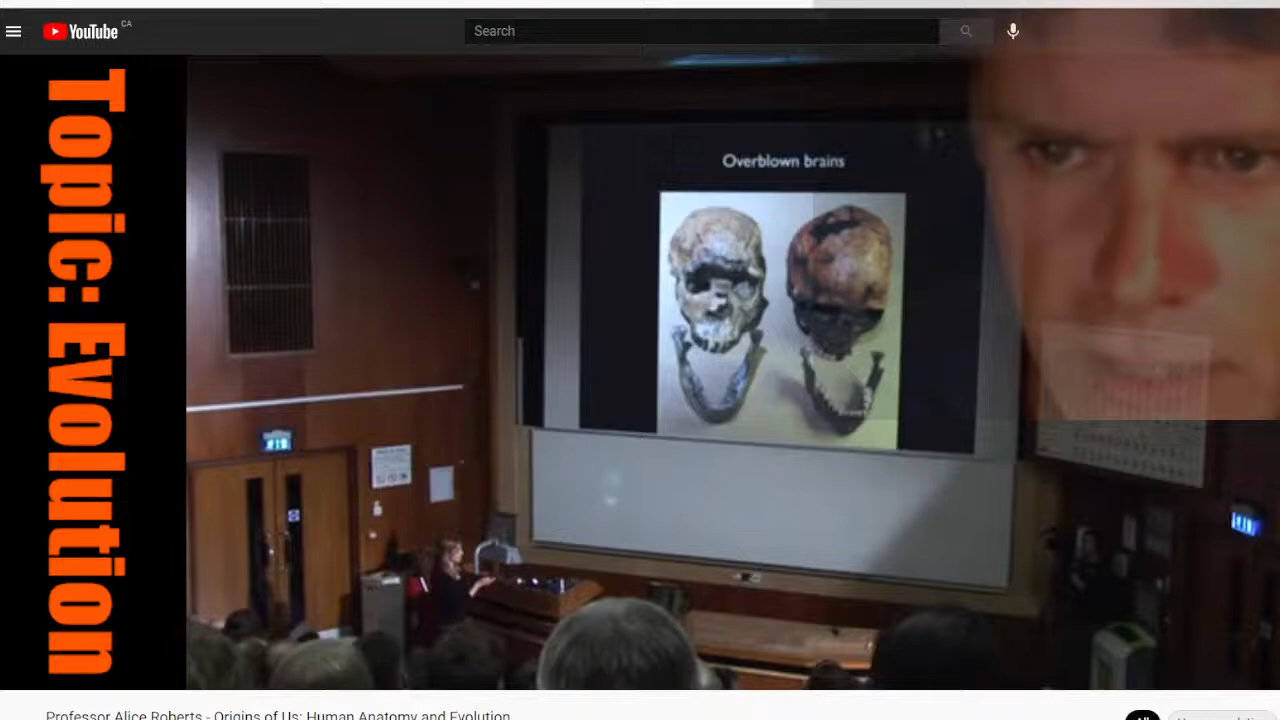 YouTube CA
Search
Topic: Evolution
Overblown brains
Professor Alice Roberts - Origins of Us: Human Anatomy and Evolution